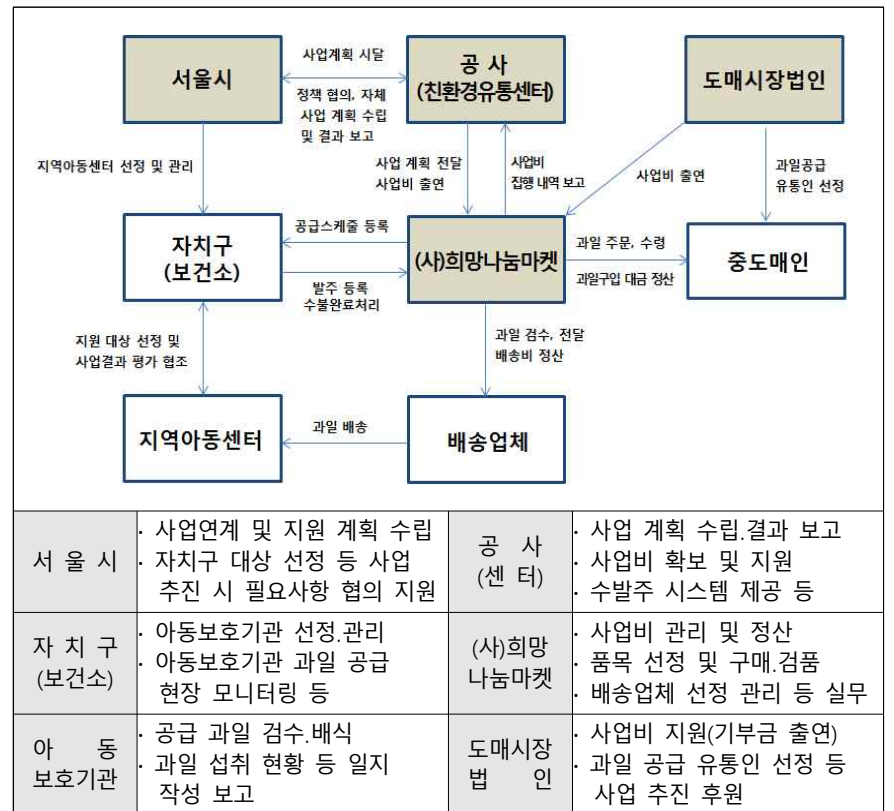 서울시
사업계획 시달
정책 협의, 자체
사업 계획 수립
및 결과 보고
공 사
(친환경유통센터)
도매시장법인
지역아동센터 선정 및 관리
사업 계획 전달
사업비 출연
사업비
집행 내역 보고
사업비 출연
과일공급
유통인 선정
자치구
(보건소)
공급스케줄 등록
발주 등록
수불완료처리
(사)희망나눔마켓
과일 주문, 수령
과일구입 대금 정산
중도매인
지원 대상 선정 및
사업결과 평가 협조
과일 검수, 전달
배송비 정산
지역아동센터
과일 배송
배송업체
서 울 시
· 사업연계 및 지원 계획 수립
· 자치구 대상 선정 등 사업
추진 시 필요사항 협의 지원
공 사
(센 터)
· 사업 계획 수립.결과 보고
· 사업비 확보 및 지원
· 수발주 시스템 제공 등
자 치 구
(보건소)
· 아동보호기관 선정.관리
· 아동보호기관 과일 공급
현장 모니터링 등
(사)희망
나눔마켓
· 사업비 관리 및 정산
· 품목 선정 및 구매.검품
· 배송업체 선정 관리 등 실무
아 동
보호기관
· 공급 과일 검수.배식
· 과일 섭취 현황 등 일지
작성 보고
도매시장
법 인
· 사업비 지원(기부금 출연)
· 과일 공급 유통인 선정 등
사업 추진 후원